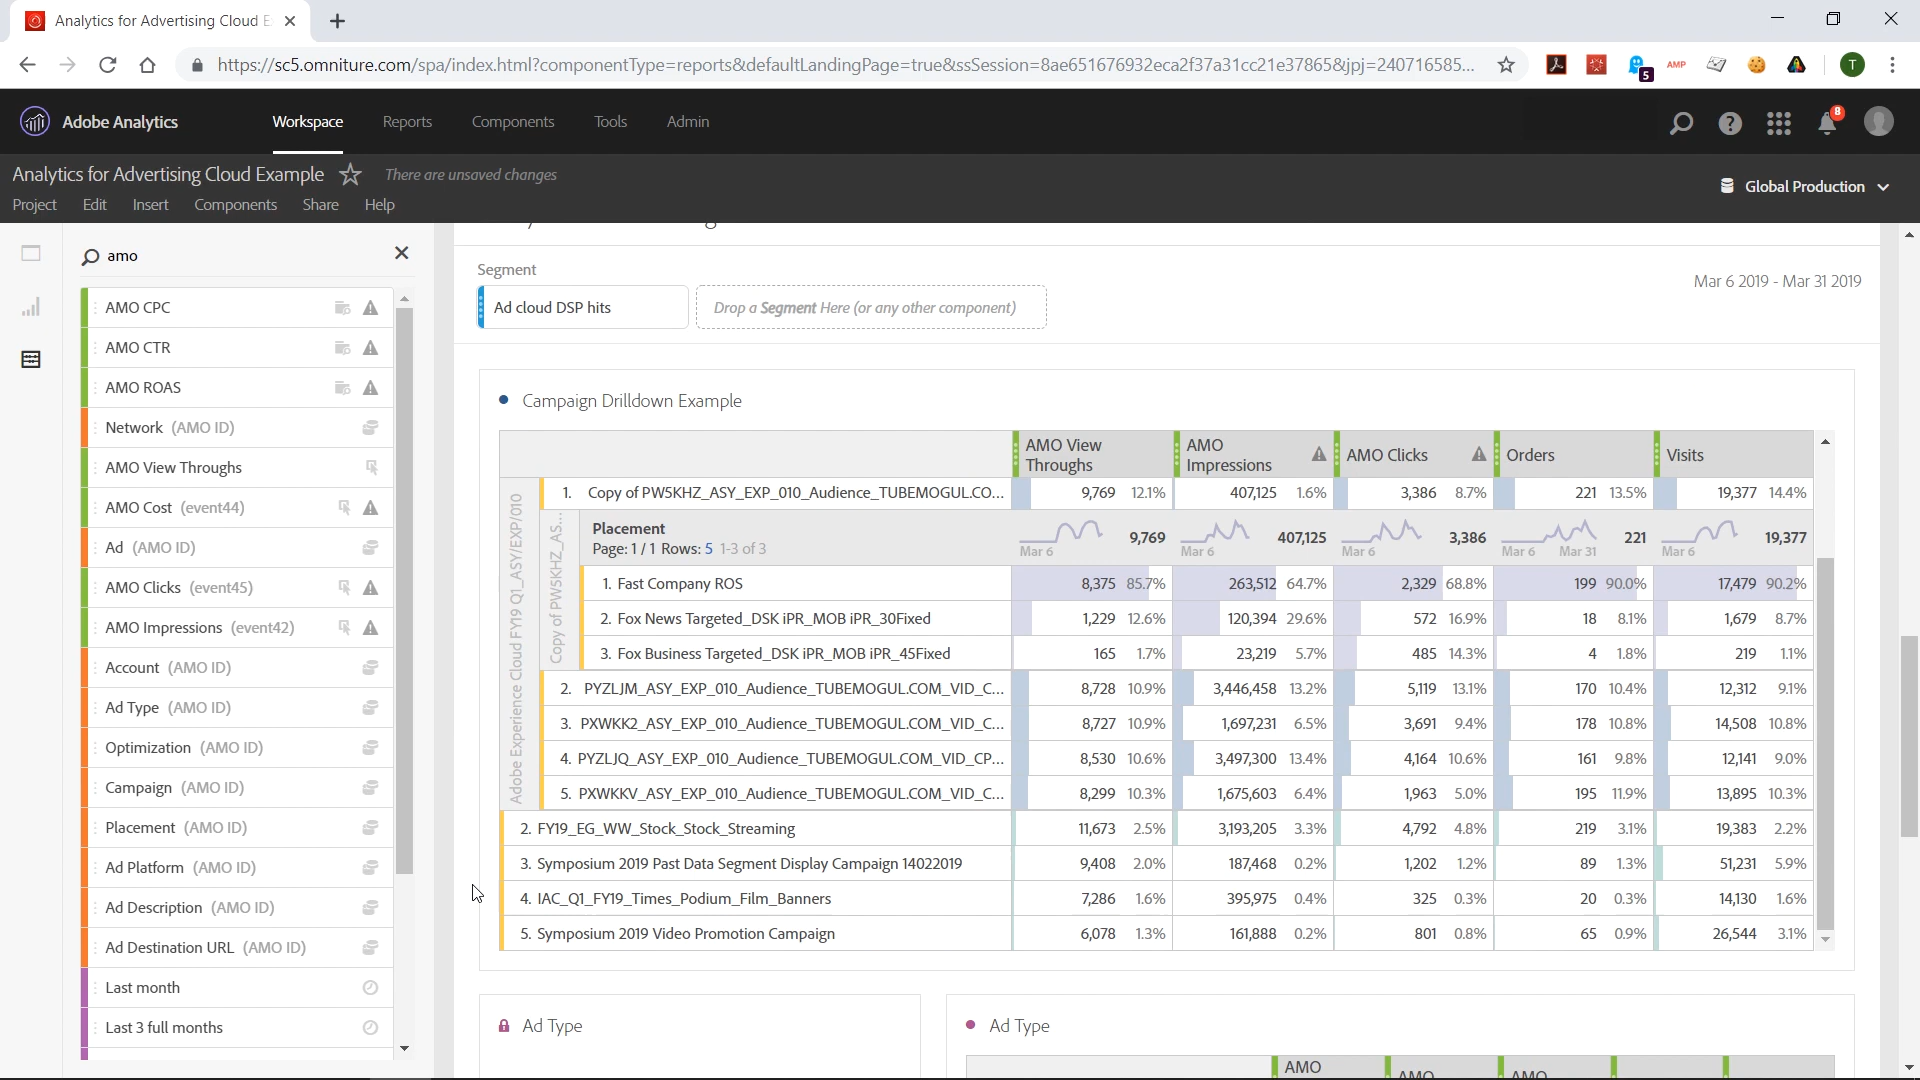 Analytics for Advertising Cloud E
https://sc5.omniture.com/spa/index.html?componentType=reports&defaultLandingPage=true&ssSession=8ae651676932eca2f37a31cc21e37865&jpj=240716585...
AMP
5
T
Adobe Analytics
Workspace
Reports
Components
Tools
Admin
8
Analytics for Advertising Cloud Example
There are unsaved changes
Global Production
Project
Edit
Insert
Components
Share
Help
amo
AMO CPC
AMO CTR
AMO ROAS
Network (AMO ID)
AMO View Throughs
AMO Cost (event44)
Ad (AMO ID)
AMO Clicks (event45)
AMO Impressions (event42)
Account (AMO ID)
Ad Type (AMO ID)
Optimization (AMO ID)
Campaign (AMO ID)
Placement (AMO ID)
Ad Platform (AMO ID)
Ad Description (AMO ID)
Ad Destination URL (AMO ID)
Last month
Last 3 full months
Segment
Ad cloud DSP hits
Drop a Segment Here (or any other component)
Mar 6 2019 - Mar 31 2019
Campaign Drilldown Example
AMO View Throughs
AMO Impressions
AMO Clicks
Orders
Visits
Adobe Experience Cloud FY19 Q1_ASY/EXP/010
1. Copy of PW5KHZ_ASY_EXP_010_Audience_TUBEMOGUL.CO... 9,769 12.1% 407,125 1.6% 3,386 8.7% 221 13.5% 19,377 14.4%
Copy of PW5KHZ_AS...
Placement
Page: 1 / 1 Rows: 5 1-3 of 3
Mar 6 9,769 Mar 6 407,125 Mar 6 3,386 Mar 6 Mar 31 221 Mar 6 19,377
1. Fast Company ROS 8,375 85.7% 263,512 64.7% 2,329 68.8% 199 90.0% 17,479 90.2%
2. Fox News Targeted_DSK iPR_MOB iPR_30Fixed 1,229 12.6% 120,394 29.6% 572 16.9% 18 8.1% 1,679 8.7%
3. Fox Business Targeted_DSK iPR_MOB iPR_45Fixed 165 1.7% 23,219 5.7% 485 14.3% 4 1.8% 219 1.1%
2. PYZLJM_ASY_EXP_010_Audience_TUBEMOGUL.COM_VID_C... 8,728 10.9% 3,446,458 13.2% 5,119 13.1% 170 10.4% 12,312 9.1%
3. PXWKK2_ASY_EXP_010_Audience_TUBEMOGUL.COM_VID_C... 8,727 10.9% 1,697,231 6.5% 3,691 9.4% 178 10.8% 14,508 10.8%
4. PYZLJQ_ASY_EXP_010_Audience_TUBEMOGUL.COM_VID_CP... 8,530 10.6% 3,497,300 13.4% 4,164 10.6% 161 9.8% 12,141 9.0%
5. PXWKKV_ASY_EXP_010_Audience_TUBEMOGUL.COM_VID_C... 8,299 10.3% 1,675,603 6.4% 1,963 5.0% 195 11.9% 13,895 10.3%
2. FY19_EG_WW_Stock_Stock_Streaming 11,673 2.5% 3,193,205 3.3% 4,792 4.8% 219 3.1% 19,383 2.2%
3. Symposium 2019 Past Data Segment Display Campaign 14022019 9,408 2.0% 187,468 0.2% 1,202 1.2% 89 1.3% 51,231 5.9%
4. IAC_Q1_FY19_Times_Podium_Film_Banners 7,286 1.6% 395,975 0.4% 325 0.3% 20 0.3% 14,130 1.6%
5. Symposium 2019 Video Promotion Campaign 6,078 1.3% 161,888 0.2% 801 0.8% 65 0.9% 26,544 3.1%
Ad Type
Ad Type
AMO
AMO
AMO